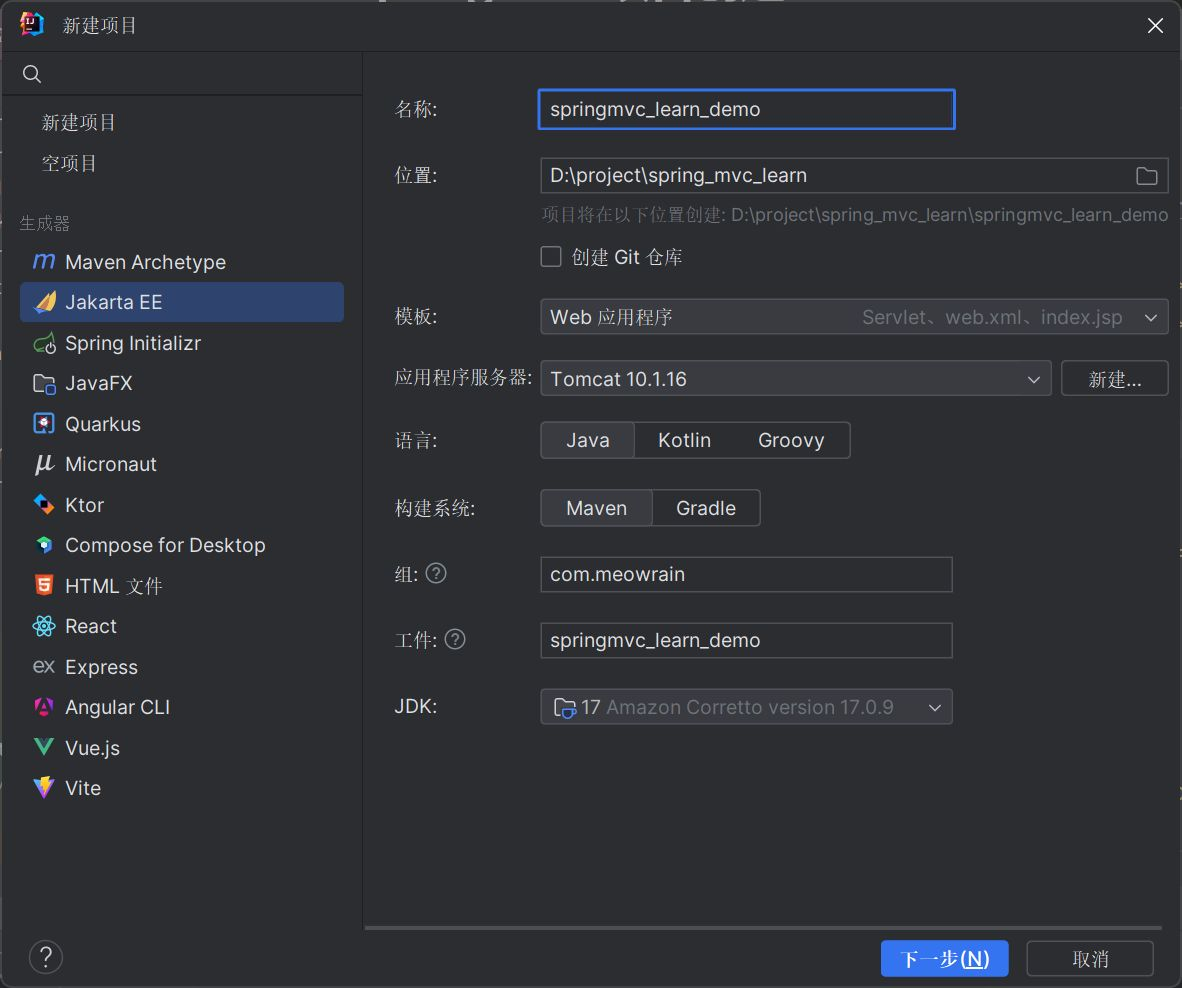 新建项目
新建项目
空项目
生成器
Maven Archetype
Jakarta EE
Spring Initializr
JavaFX
Quarkus
Micronaut
Ktor
Compose for Desktop
HTML 文件
React
Express
Angular CLI
Vue.js
Vite
名称: springmvc_learn_demo
位置: D:\project\spring_mvc_learn
项目将在以下位置创建: D:\project\spring_mvc_learn\springmvc_learn_demo
创建 Git 仓库
模板: Web 应用程序 Servlet、web.xml、index.jsp
应用程序服务器: Tomcat 10.1.16 新建...
语言: Java Kotlin Groovy
构建系统: Maven Gradle
组: ? com.meowrain
工件: ? springmvc_learn_demo
JDK: 17 Amazon Corretto version 17.0.9
? 下一步(N) 取消